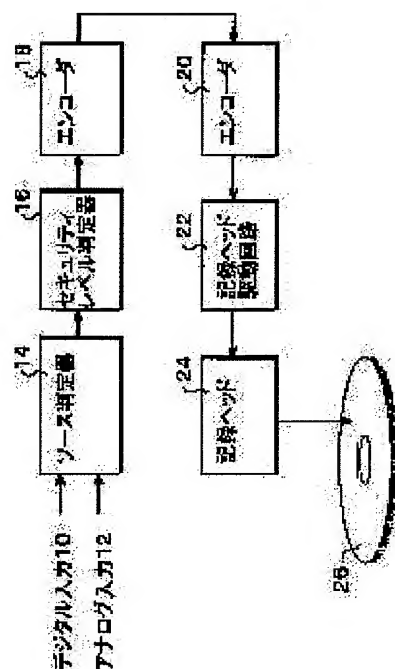 デジタル入力10
アナログ入力12
14
ソース判定器
16
セキュリティ
レベル判定器
18
エンコーダ
20
エンコーダ
22
記録ヘッド
駆動回路
24
記録ヘッド
26